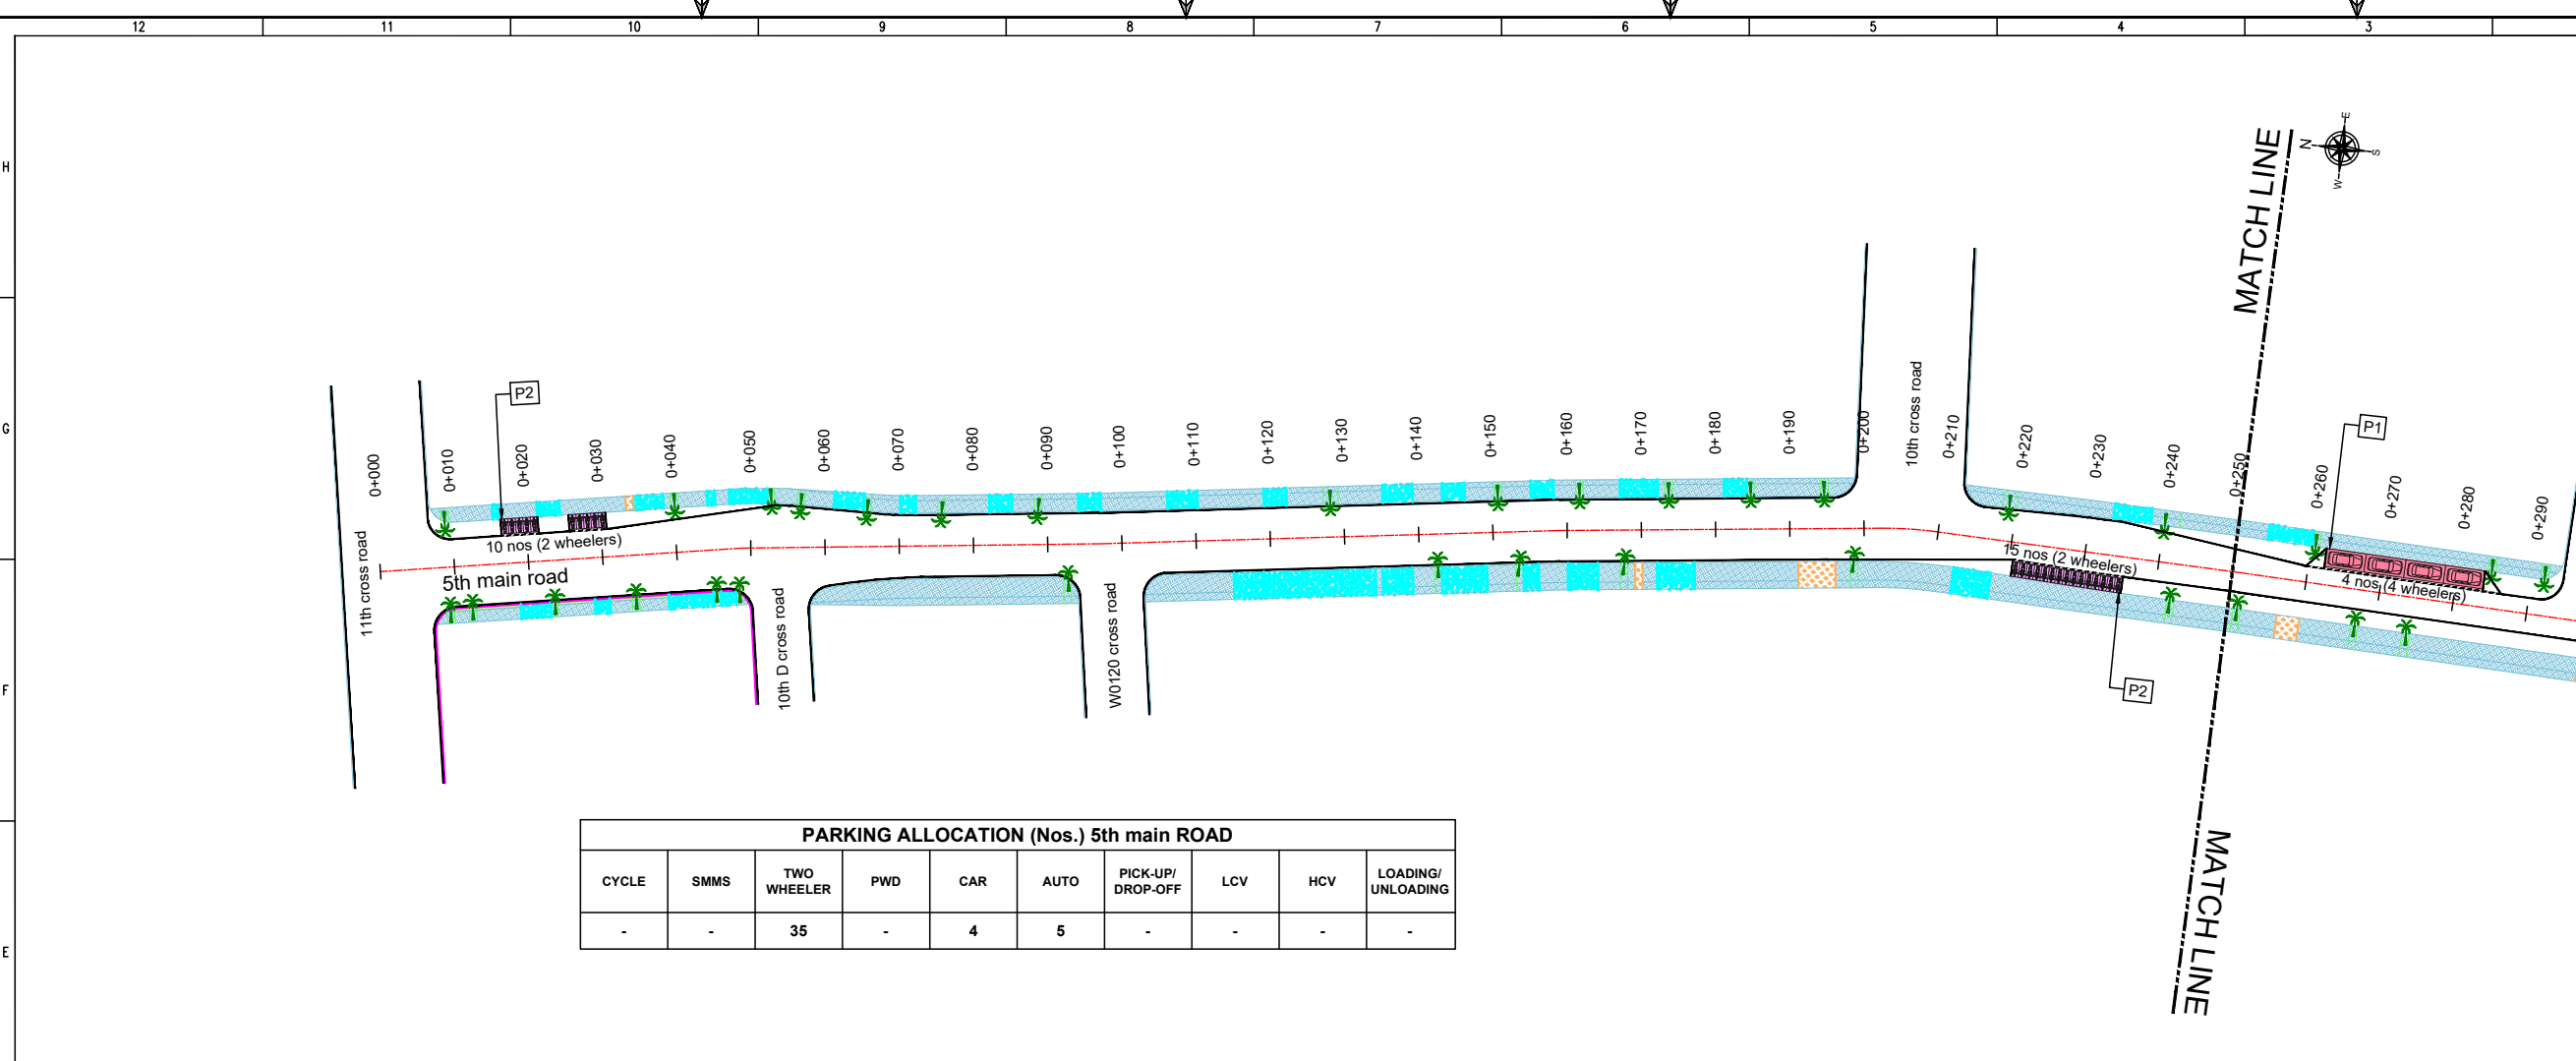 12 11 10 9 8 7 6 5 4 3
H
G
F
E
MATCH LINE
N
E
S
W
P2
P1
0+000
0+010
0+020
0+030
0+040
0+050
0+060
0+070
0+080
0+090
0+100
0+110
0+120
0+130
0+140
0+150
0+160
0+170
0+180
0+190
0+200
10th cross road
0+210
0+220
0+230
0+240
0+250
0+260
0+270
0+280
0+290
10 nos (2 wheelers)
15 nos (2 wheelers)
4 nos (4 wheelers)
5th main road
11th cross road
10th D cross road
W0120 cross road
P2
MATCH LINE
PARKING ALLOCATION (Nos.) 5th main ROAD
CYCLE SMMS TWO WHEELER PWD CAR AUTO PICK-UP/ DROP-OFF LCV HCV LOADING/ UNLOADING
- - 35 - 4 5 - - - -